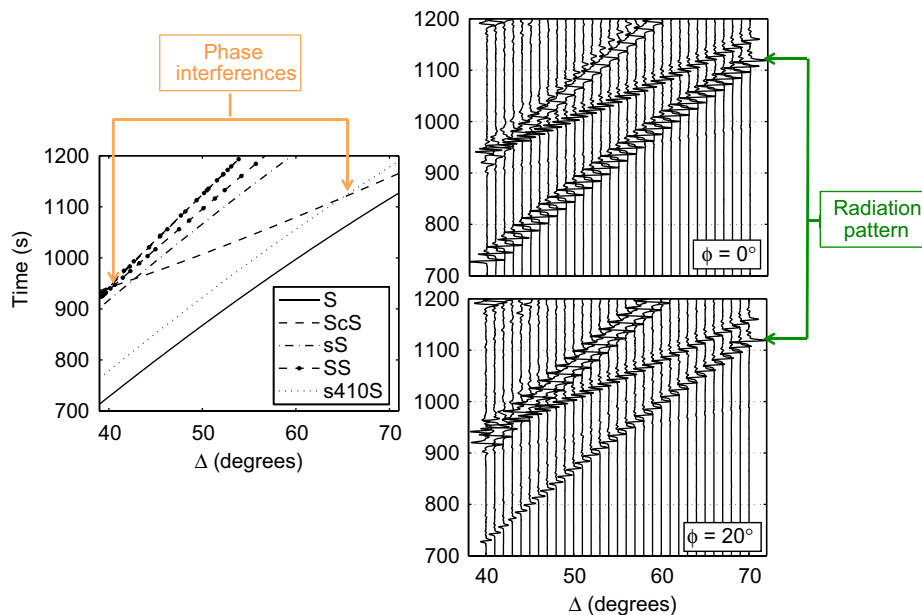 Phase
interferences
1200
1100
1000
900
800
700
Time (s)
40
50
60
70
Δ (degrees)
S
ScS
sS
SS
s410S
1200
1100
1000
900
800
700
ϕ = 0°
1200
1100
1000
900
800
700
ϕ = 20°
40
50
60
70
Δ (degrees)
Radiation
pattern